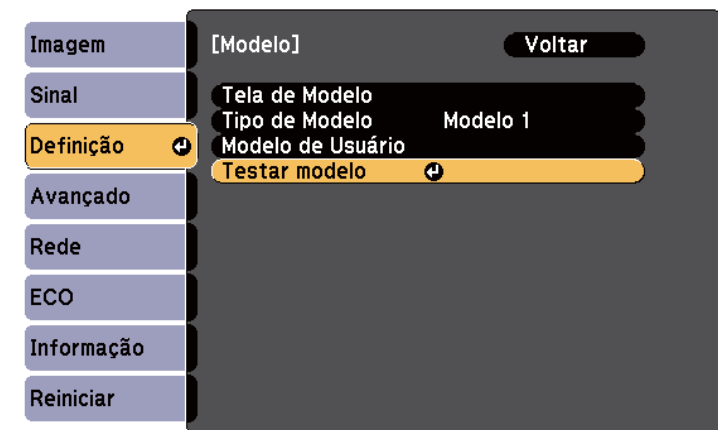 Imagem
Sinal
Definição
Avançado
Rede
ECO
Informação
Reiniciar
[Modelo] Voltar
Tela de Modelo
Tipo de Modelo Modelo 1
Modelo de Usuário
Testar modelo